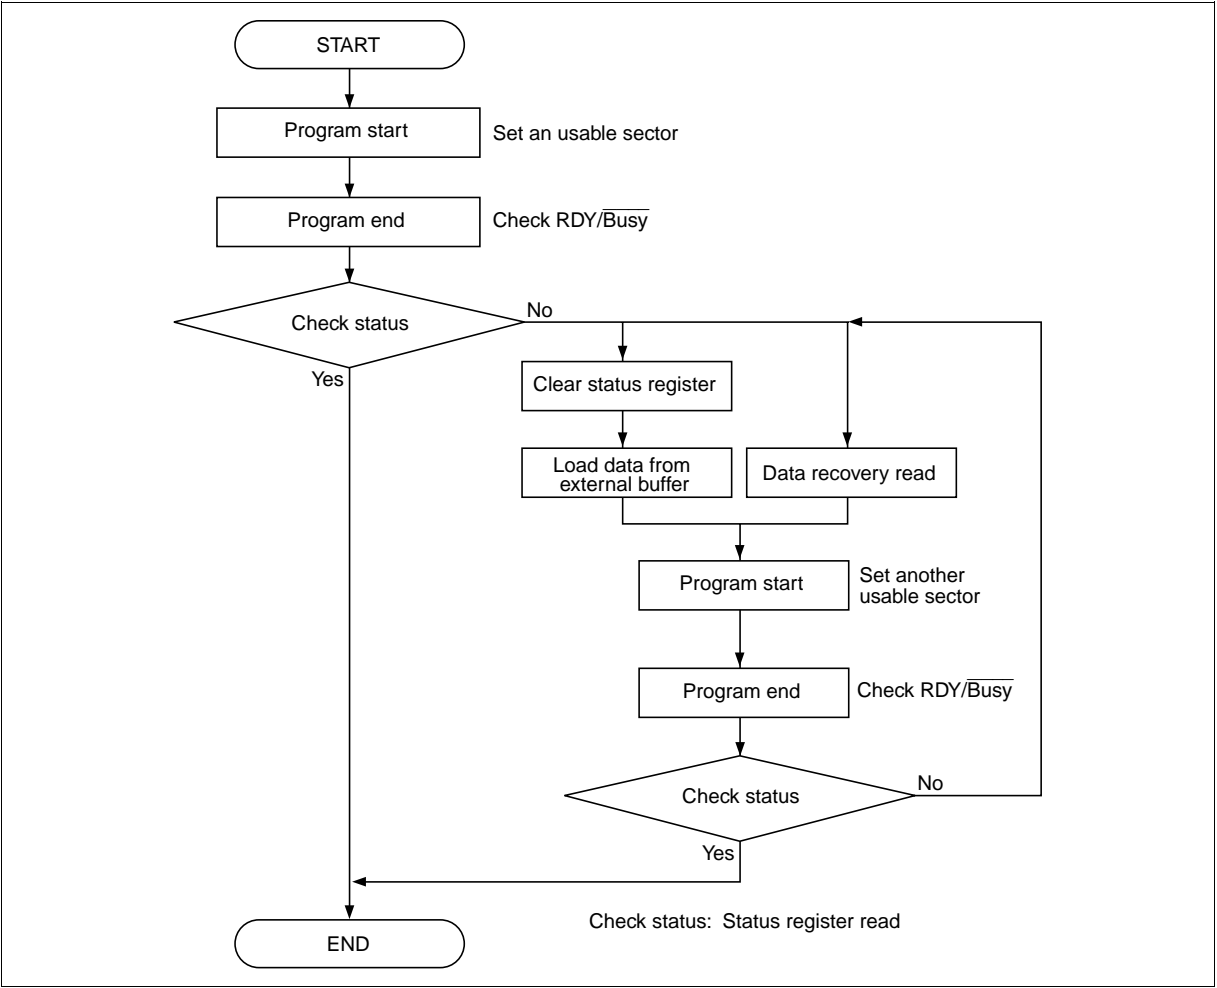 START
Program start
Set an usable sector
Program end
Check RDY/B̅u̅s̅y̅
Check status
No
Yes
Clear status register
Load data from
external buffer
Data recovery read
Program start
Set another
usable sector
Program end
Check RDY/B̅u̅s̅y̅
Check status
No
Yes
Check status: Status register read
END